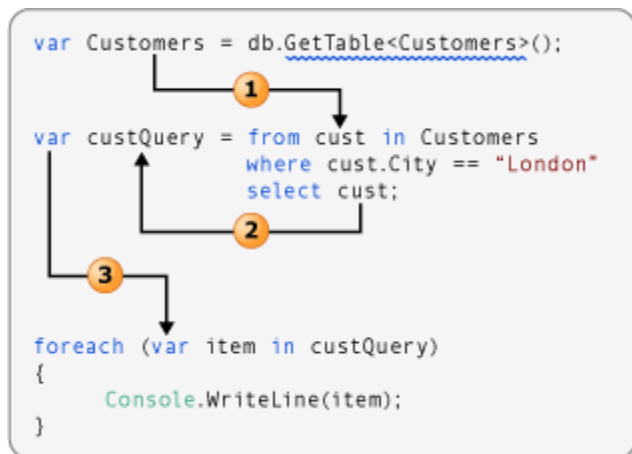 var Customers = db.GetTable<Customers>();
1
var custQuery = from cust in Customers
where cust.City == “London”
select cust;
2
3
foreach (var item in custQuery)
{
Console.WriteLine(item);
}